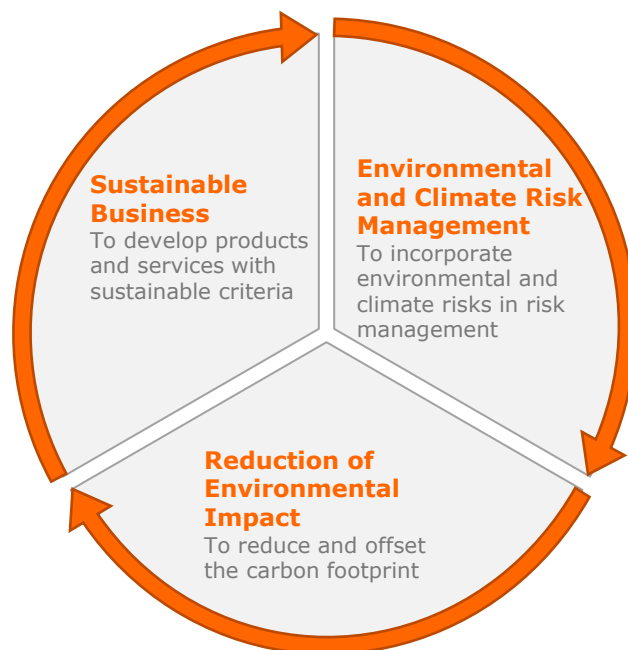 Sustainable
Business
To develop products
and services with
sustainable criteria
Environmental
and Climate Risk
Management
To incorporate
environmental and
climate risks in risk
management
Reduction of
Environmental
Impact
To reduce and offset
the carbon footprint